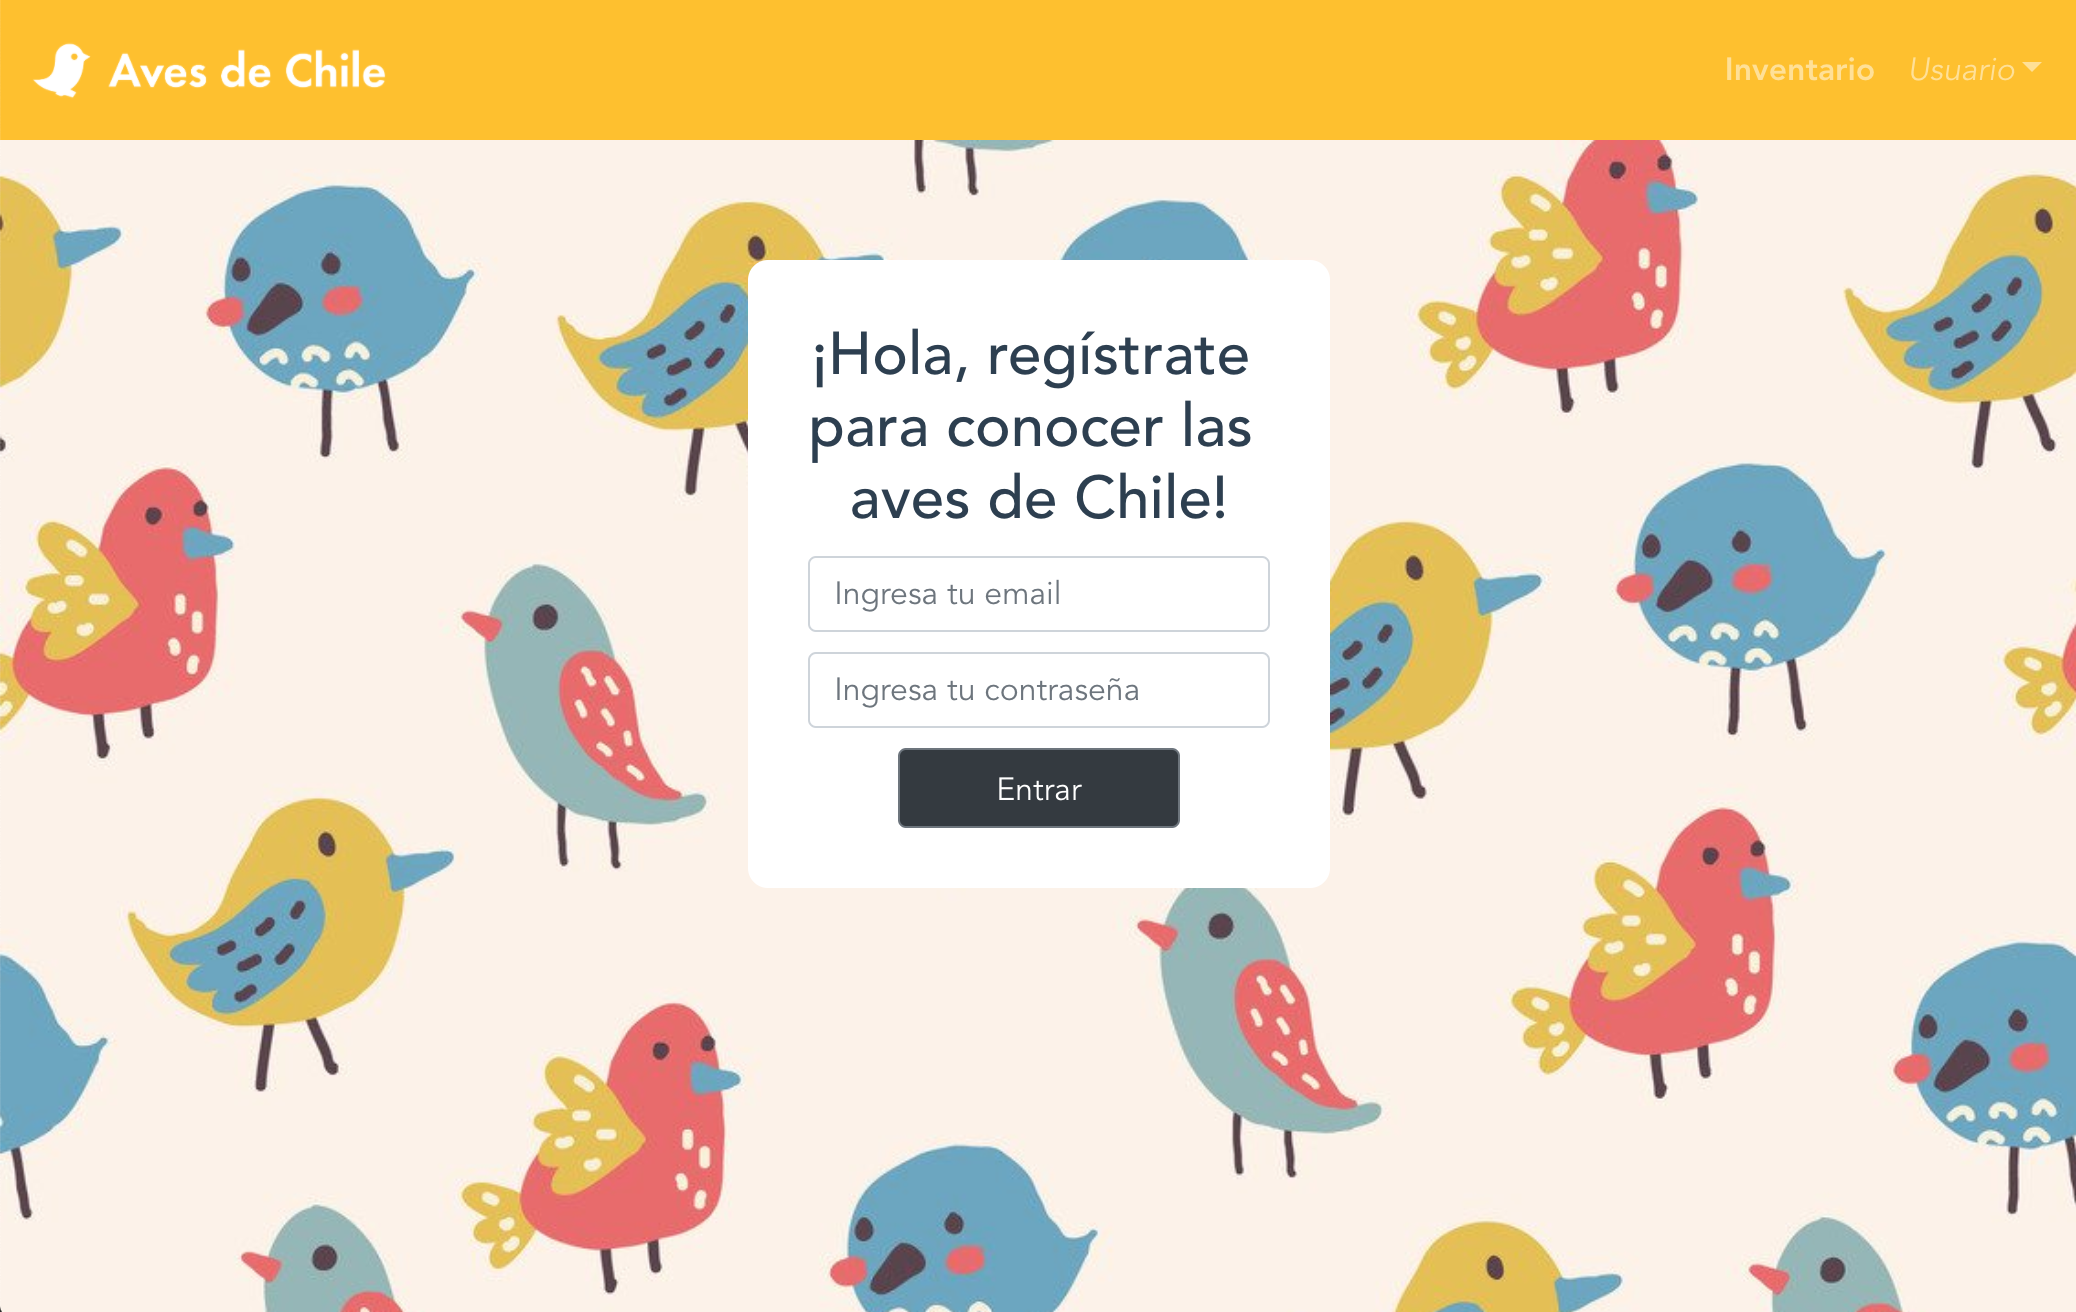 Aves de Chile
Inventario
Usuario
¡Hola, regístrate
para conocer las
aves de Chile!
Ingresa tu email
Ingresa tu contraseña
Entrar